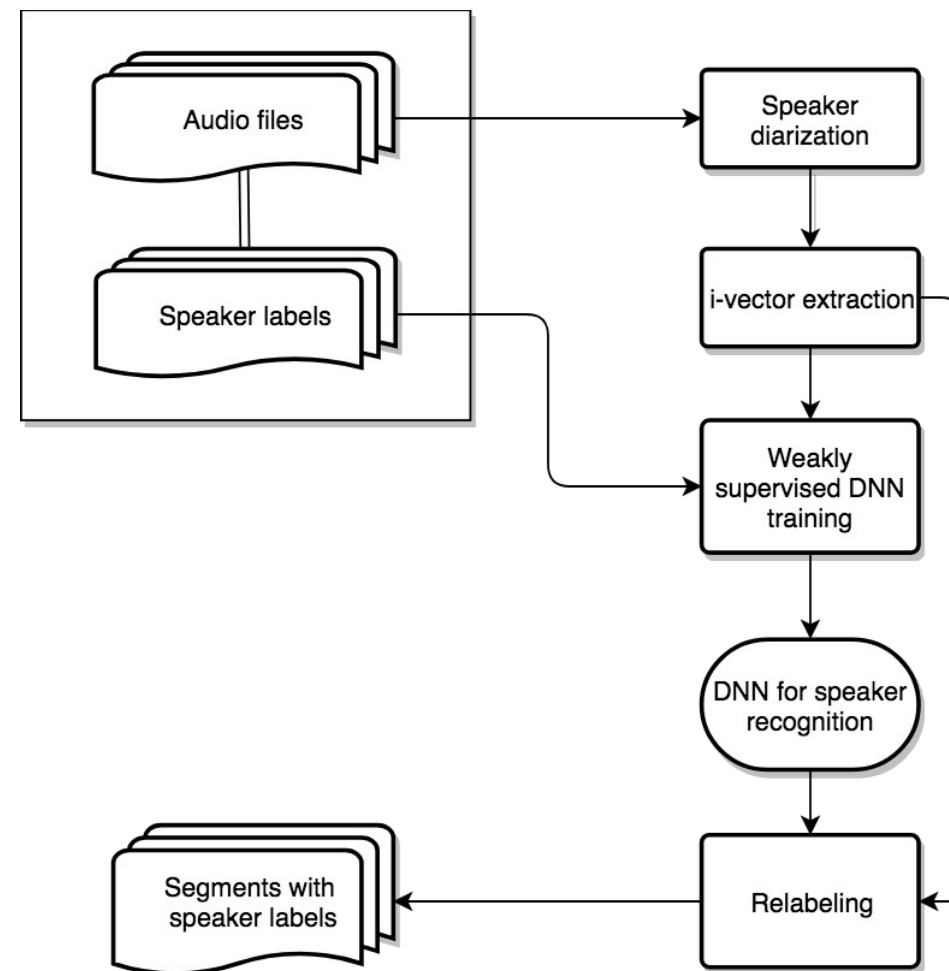 Audio files
Speaker
diarization
Speaker labels
i-vector extraction
Weakly
supervised DNN
training
DNN for speaker
recognition
Segments with
speaker labels
Relabeling